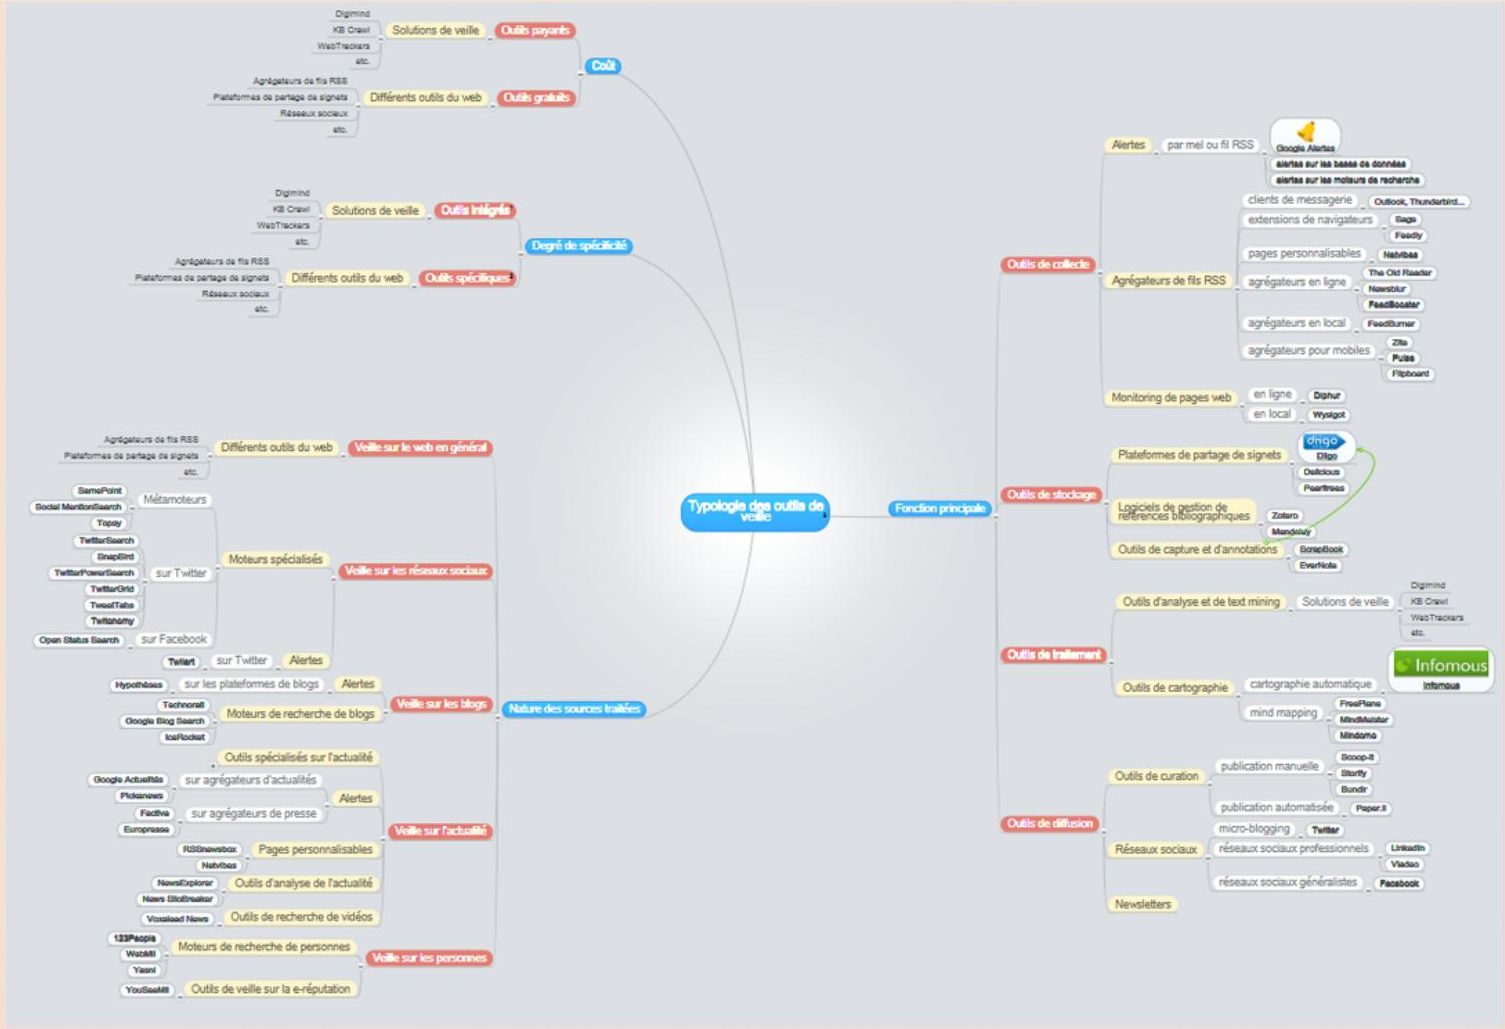 Typologie des outils de
veille
Coût
Outils payants
Solutions de veille
Digimind
KB Crawl
WebTrackers
etc.
Outils gratuits
Différents outils du web
Agrégateurs de fils RSS
Plateformes de partage de signets
Réseaux sociaux
etc.
Degré de spécificité
Outils intégrés
Solutions de veille
Digimind
KB Crawl
WebTrackers
etc.
Outils spécifiques
Différents outils du web
Agrégateurs de fils RSS
Plateformes de partage de signets
Réseaux sociaux
etc.
Nature des sources traitées
Veille sur le web en général
Différents outils du web
Agrégateurs de fils RSS
Plateformes de partage de signets
etc.
Veille sur les réseaux sociaux
Moteurs spécialisés
Métamoteurs
SamePoint
Social MentionSearch
Topsy
sur Twitter
TwitterSearch
SnapBird
TwitterPowerSearch
TwitterGrid
TweetTabs
Twitanomy
sur Facebook
Open Status Search
Alertes
sur Twitter
Twilert
Veille sur les blogs
Alertes
sur les plateformes de blogs
Hypothèses
Moteurs de recherche de blogs
Technorati
Google Blog Search
IceRocket
Veille sur l'actualité
Outils spécialisés sur l'actualité
Alertes
sur agrégateurs d'actualités
Google Actualités
Pickanews
sur agrégateurs de presse
Factiva
Europresse
Pages personnalisables
RSSnewsbox
Netvibes
Outils d'analyse de l'actualité
NewsExplorer
News SiloBreaker
Outils de recherche de vidéos
Voxalead News
Veille sur les personnes
Moteurs de recherche de personnes
123People
WebMII
Yasni
Outils de veille sur la e-réputation
YouSeeMII
Fonction principale
Outils de collecte
Alertes
par mel ou fil RSS
Google Alertes
alertes sur les bases de données
alertes sur les moteurs de recherche
Agrégateurs de fils RSS
clients de messagerie
Outlook, Thunderbird...
extensions de navigateurs
Sage
Feedly
pages personnalisables
Netvibes
agrégateurs en ligne
The Old Reader
Newsblur
FeedBooster
agrégateurs en local
FeedBurner
agrégateurs pour mobiles
Zite
Pulse
Flipboard
Monitoring de pages web
en ligne
Diphur
en local
Wysigot
Outils de stockage
Plateformes de partage de signets
diigo
Diigo
Delicious
Pearltrees
Logiciels de gestion de
références bibliographiques
Zotero
Mendeley
Outils de capture et d'annotations
ScrapBook
EverNote
Outils de traitement
Outils d'analyse et de text mining
Solutions de veille
Digimind
KB Crawl
WebTrackers
etc.
Outils de cartographie
cartographie automatique
Infomous
Infomous
mind mapping
FreePlane
MindMeister
Mindomo
Outils de diffusion
Outils de curation
publication manuelle
Scoop-it
Storify
Bundlr
publication automatisée
Paper.li
Réseaux sociaux
micro-blogging
Twitter
réseaux sociaux professionnels
LinkedIn
Viadeo
réseaux sociaux généralistes
Facebook
Newsletters